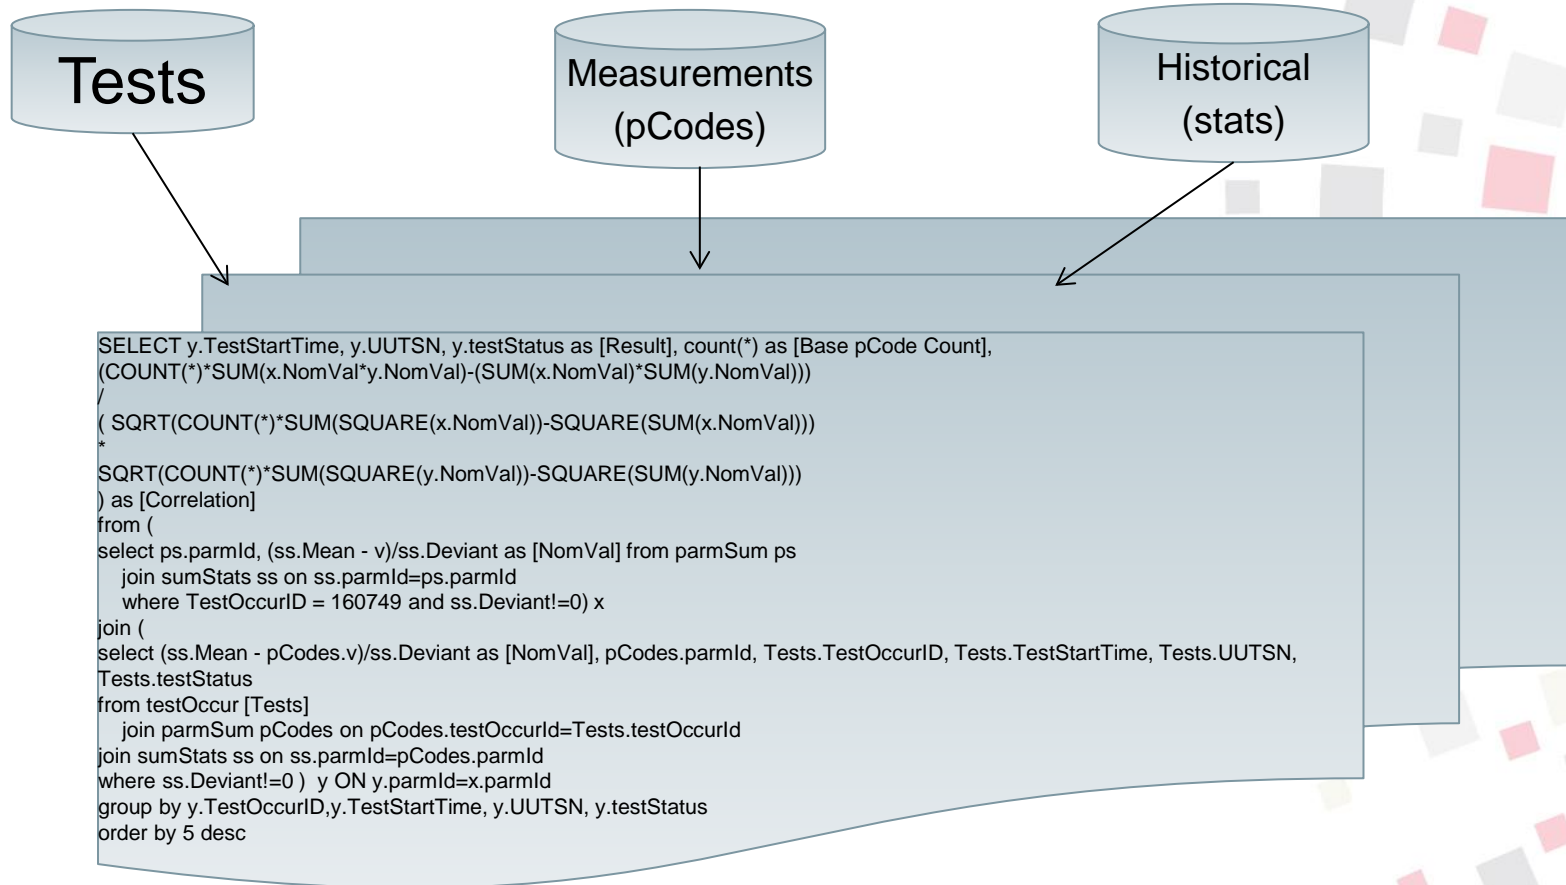 Tests
Measurements
(pCodes)
Historical
(stats)
SELECT y.TestStartTime, y.UUTSN, y.testStatus as [Result], count(*) as [Base pCode Count],
(COUNT(*)*SUM(x.NomVal*y.NomVal)-(SUM(x.NomVal)*SUM(y.NomVal)))
/
( SQRT(COUNT(*)*SUM(SQUARE(x.NomVal))-SQUARE(SUM(x.NomVal)))
*
SQRT(COUNT(*)*SUM(SQUARE(y.NomVal))-SQUARE(SUM(y.NomVal)))
) as [Correlation]
from (
select ps.parmId, (ss.Mean - v)/ss.Deviant as [NomVal] from parmSum ps
join sumStats ss on ss.parmId=ps.parmId
where TestOccurID = 160749 and ss.Deviant!=0) x
join (
select (ss.Mean - pCodes.v)/ss.Deviant as [NomVal], pCodes.parmId, Tests.TestOccurID, Tests.TestStartTime, Tests.UUTSN,
Tests.testStatus
from testOccur [Tests]
join parmSum pCodes on pCodes.testOccurId=Tests.testOccurId
join sumStats ss on ss.parmId=pCodes.parmId
where ss.Deviant!=0 ) y ON y.parmId=x.parmId
group by y.TestOccurID,y.TestStartTime, y.UUTSN, y.testStatus
order by 5 desc